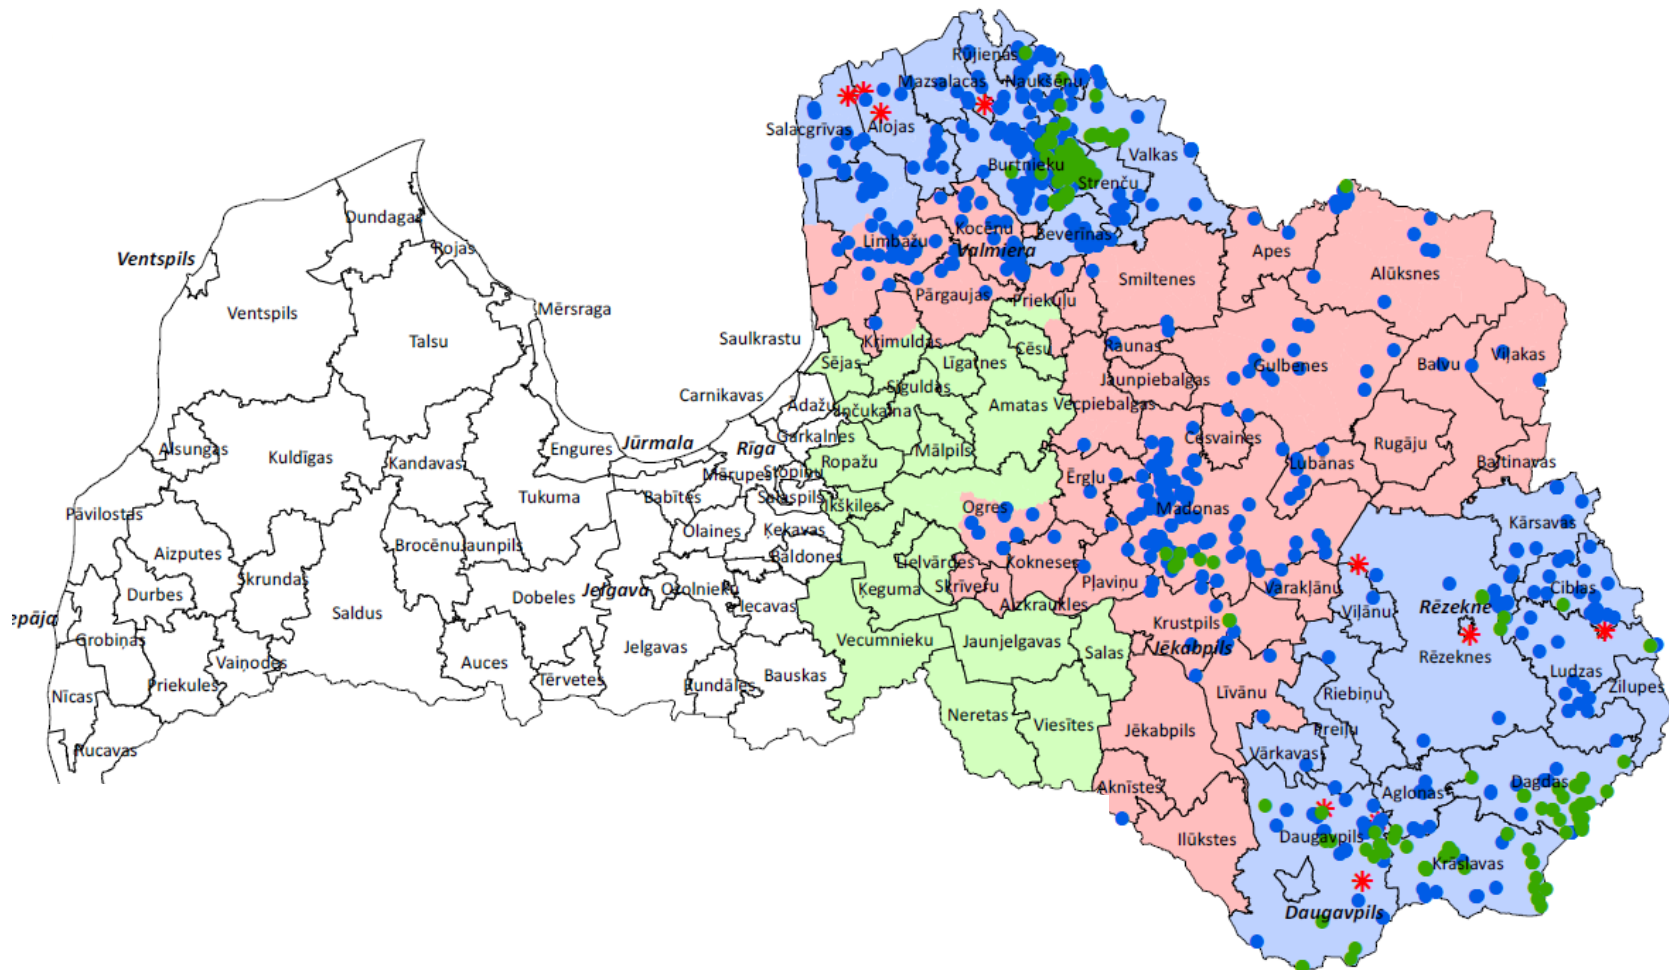 Rūjienas
Mazsalacas
Naukšēnu
Salacgrīvas
Alojas
Burtnieku
Valkas
Strenču
Dundagas
Kocēnu
Beverīnas
Limbažu
Valmiera
Rojas
Ventspils
Apes
Smiltenes
Alūksnes
Pārgaujas
Priekuļu
Mērsraga
Ventspils
Saulkrastu
Talsu
Krimuldas
Raunas
Cēsu
Sējas
Līgatnes
Gulbenes
Balvu
Viļakas
Jaunpiebalgas
Siguldas
Carnikavas
Ādažu
Inčukalna
Amatas
Vecpiebalgas
Garkalnes
Cesvaines
Rugāju
Jūrmala
Rīga
Engures
Alsungas
Kuldīgas
Kandavas
Mālpils
Ropažu
Lubānas
Baltinavas
Mārupes
Stopiņu
Ērgļu
Tukuma
Babītes
Salaspils
Ikšķiles
Ogres
Madonas
Pāvilostas
Olaines
Ķekavas
Kārsavas
Brocēnu
Jaunpils
Aizputes
Baldones
Lielvārdes
Kokneses
Skrundas
Pļaviņu
Skrīveru
Varakļānu
Ciblas
Durbes
Dobeles
Jelgava
Ozolnieku
Ķeguma
Iecavas
Aizkraukles
Viļānu
Rēzekne
Saldus
epāja
Krustpils
Grobiņas
Vecumnieku
Jaunjelgavas
Jēkabpils
Jelgavas
Salas
Rēzeknes
Vaiņodes
Auces
Ludzas
Bauskas
Tērvetes
Rundāles
Priekules
Nīcas
Līvānu
Riebiņu
Zilupes
Neretas
Viesītes
Jēkabpils
Preiļu
Rucavas
Vārkavas
Aknīstes
Aglonas
Dagdas
Ilūkstes
Daugavpils
Krāslavas
Daugavpils